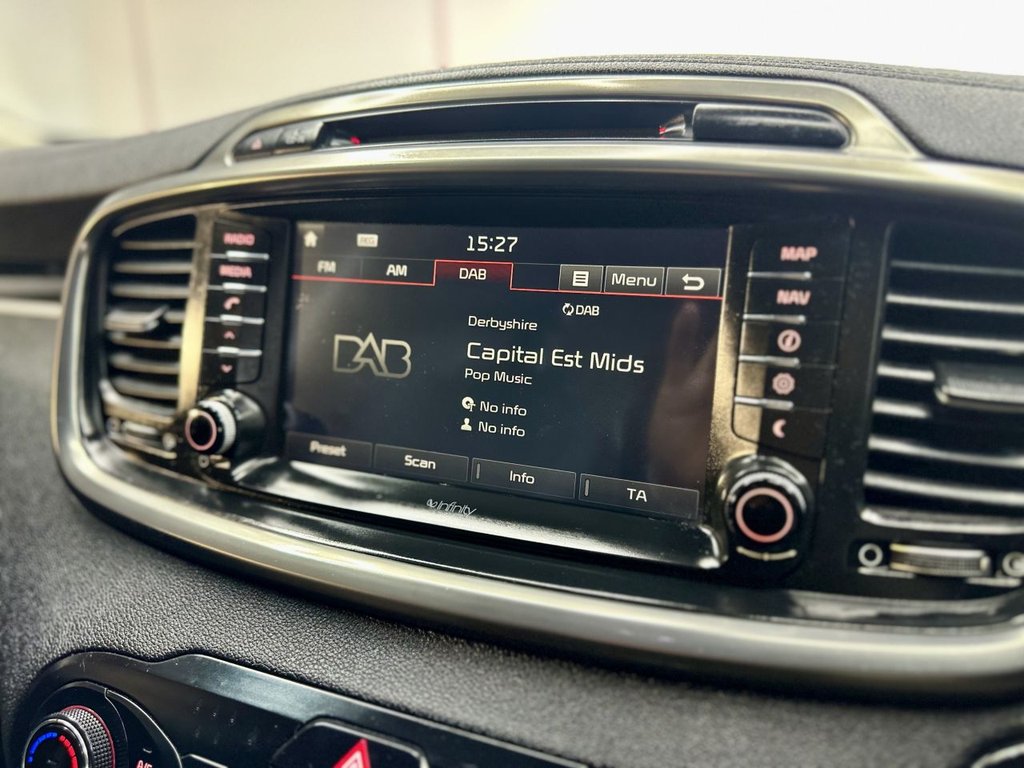 15:27
RADIO
MEDIA
FM AM DAB Menu
MAP
NAV
DAB
Derbyshire
DAB
Capital Est Mids
Pop Music
No info
No info
Preset Scan Info TA
Infinity